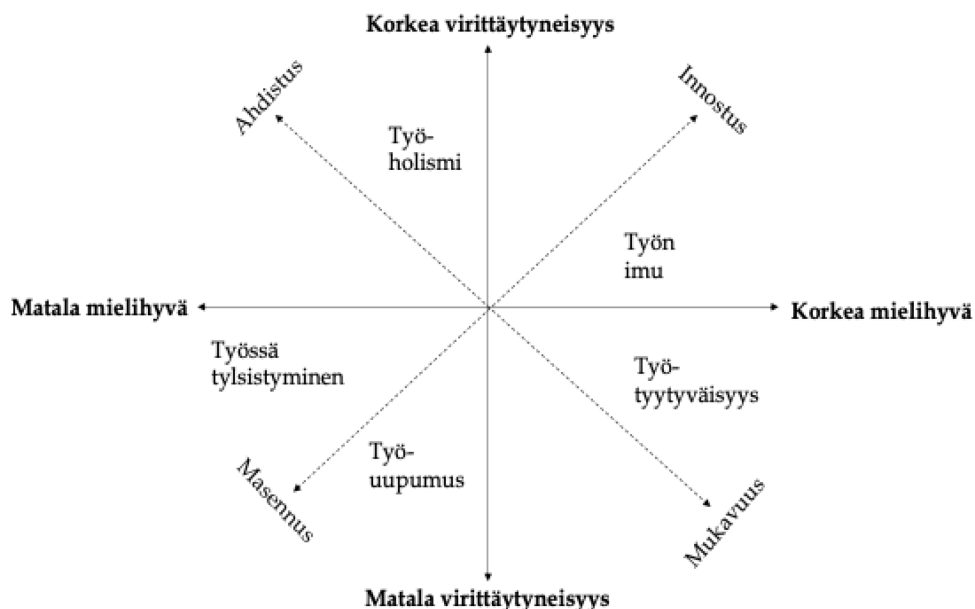 Korkea virittäytyneisyys
Ahdistus
Innostus
Työ-
holismi
Työn
imu
Matala mielihyvä
Korkea mielihyvä
Työssä
tylsistyminen
Työ-
tyytyväisyys
Työ-
uupumus
Masennus
Mukavuus
Matala virittäytyneisyys